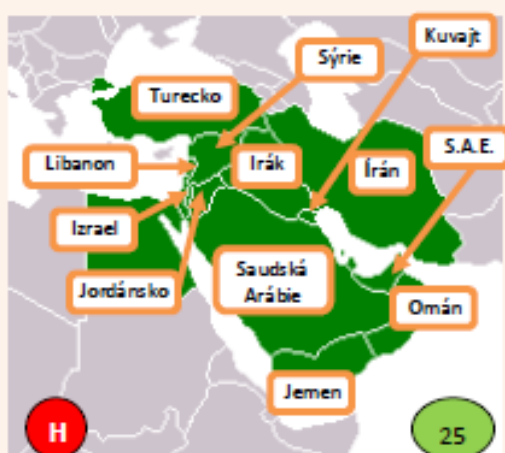 Kuvajt
Sýrie
Turecko
S.A.E.
Libanon
Irák
Írán
Izrael
Jordánsko
Saudská
Arábie
Omán
Jemen
H
25